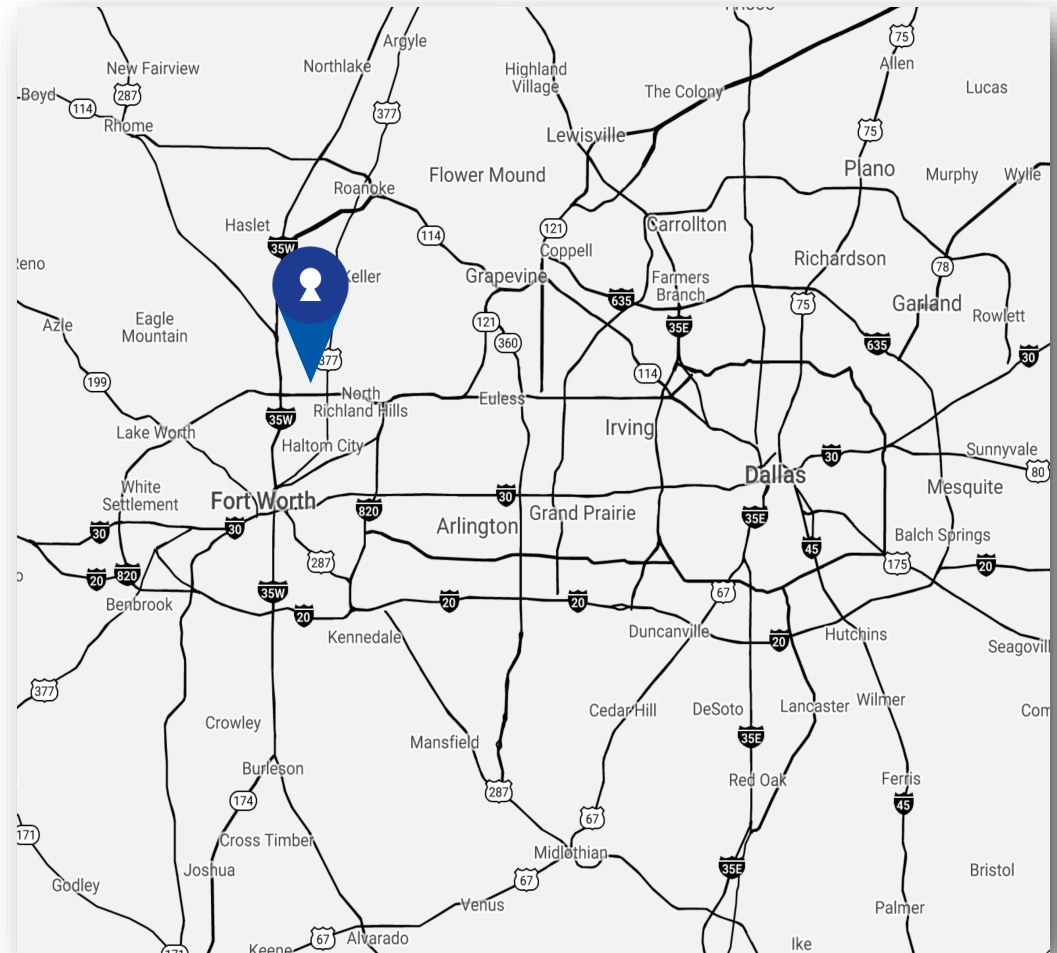 Argyle
75
New Fairview
Northlake
Allen
Highland
Village
Lucas
Boyd
287
The Colony
114
377
Rhome
75
Lewisville
Plano
Flower Mound
Murphy
Wylie
Roanoke
Haslet
Carrollton
121
114
35W
Coppell
Richardson
78
Keller
Grapevine
Farmers
Branch
635
75
Garland
Rowlett
Azle
Eagle
Mountain
121
35E
360
635
30
377
114
199
North
Richland Hills
Euless
35W
Irving
Lake Worth
Haltom City
30
Sunnyvale
80
Dallas
White
Settlement
Fort Worth
30
Mesquite
820
Grand Prairie
35E
Arlington
30
30
Balch Springs
45
287
175
20
820
20
35W
67
Benbrook
20
20
20
Kennedale
Duncanville
20
Hutchins
Seagovill
377
Wilmer
Crowley
Cedar Hill
DeSoto
Lancaster
Com
Mansfield
35E
Burleson
Red Oak
Ferris
287
174
45
67
171
Cross Timber
Midlothian
Joshua
35E
Bristol
Godley
67
Venus
Palmer
67
Alvarado
Ike
Keene
171